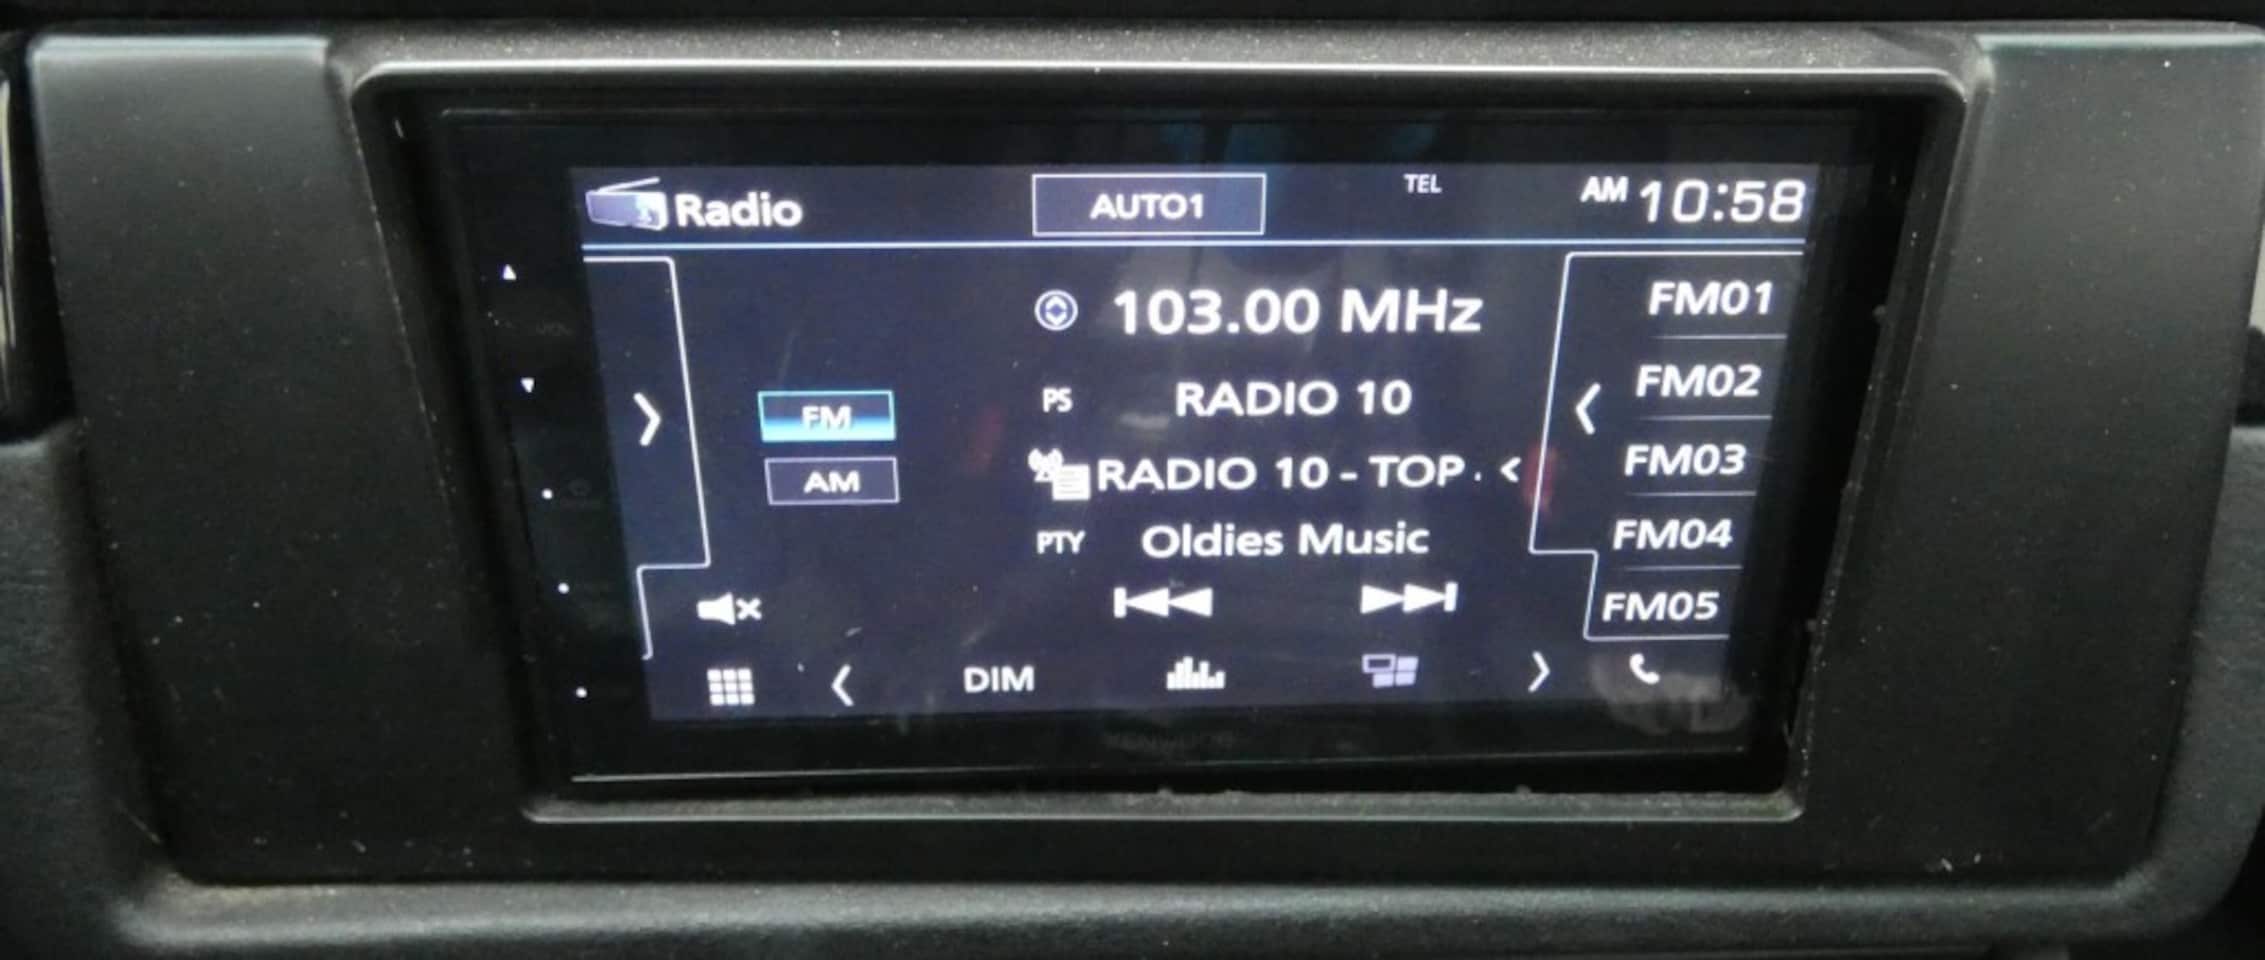 Radio AUTO1 TEL AM 10:58
103.00 MHz
PS RADIO 10
RADIO 10 - TOP . <
PTY Oldies Music
FM
AM
FM01
FM02
FM03
FM04
FM05
DIM